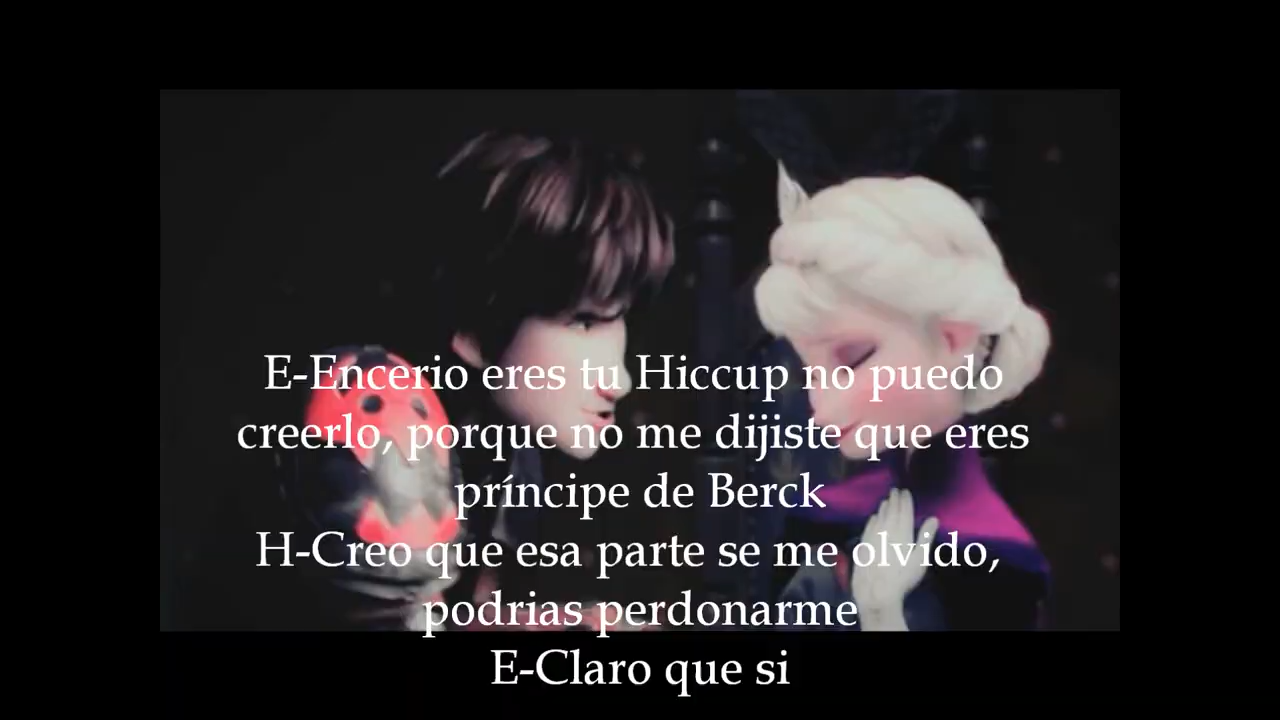 E-Encerio eres tu Hiccup no puedo
creerlo, porque no me dijiste que eres
príncipe de Berck
H-Creo que esa parte se me olvido,
podrias perdonarme
E-Claro que si